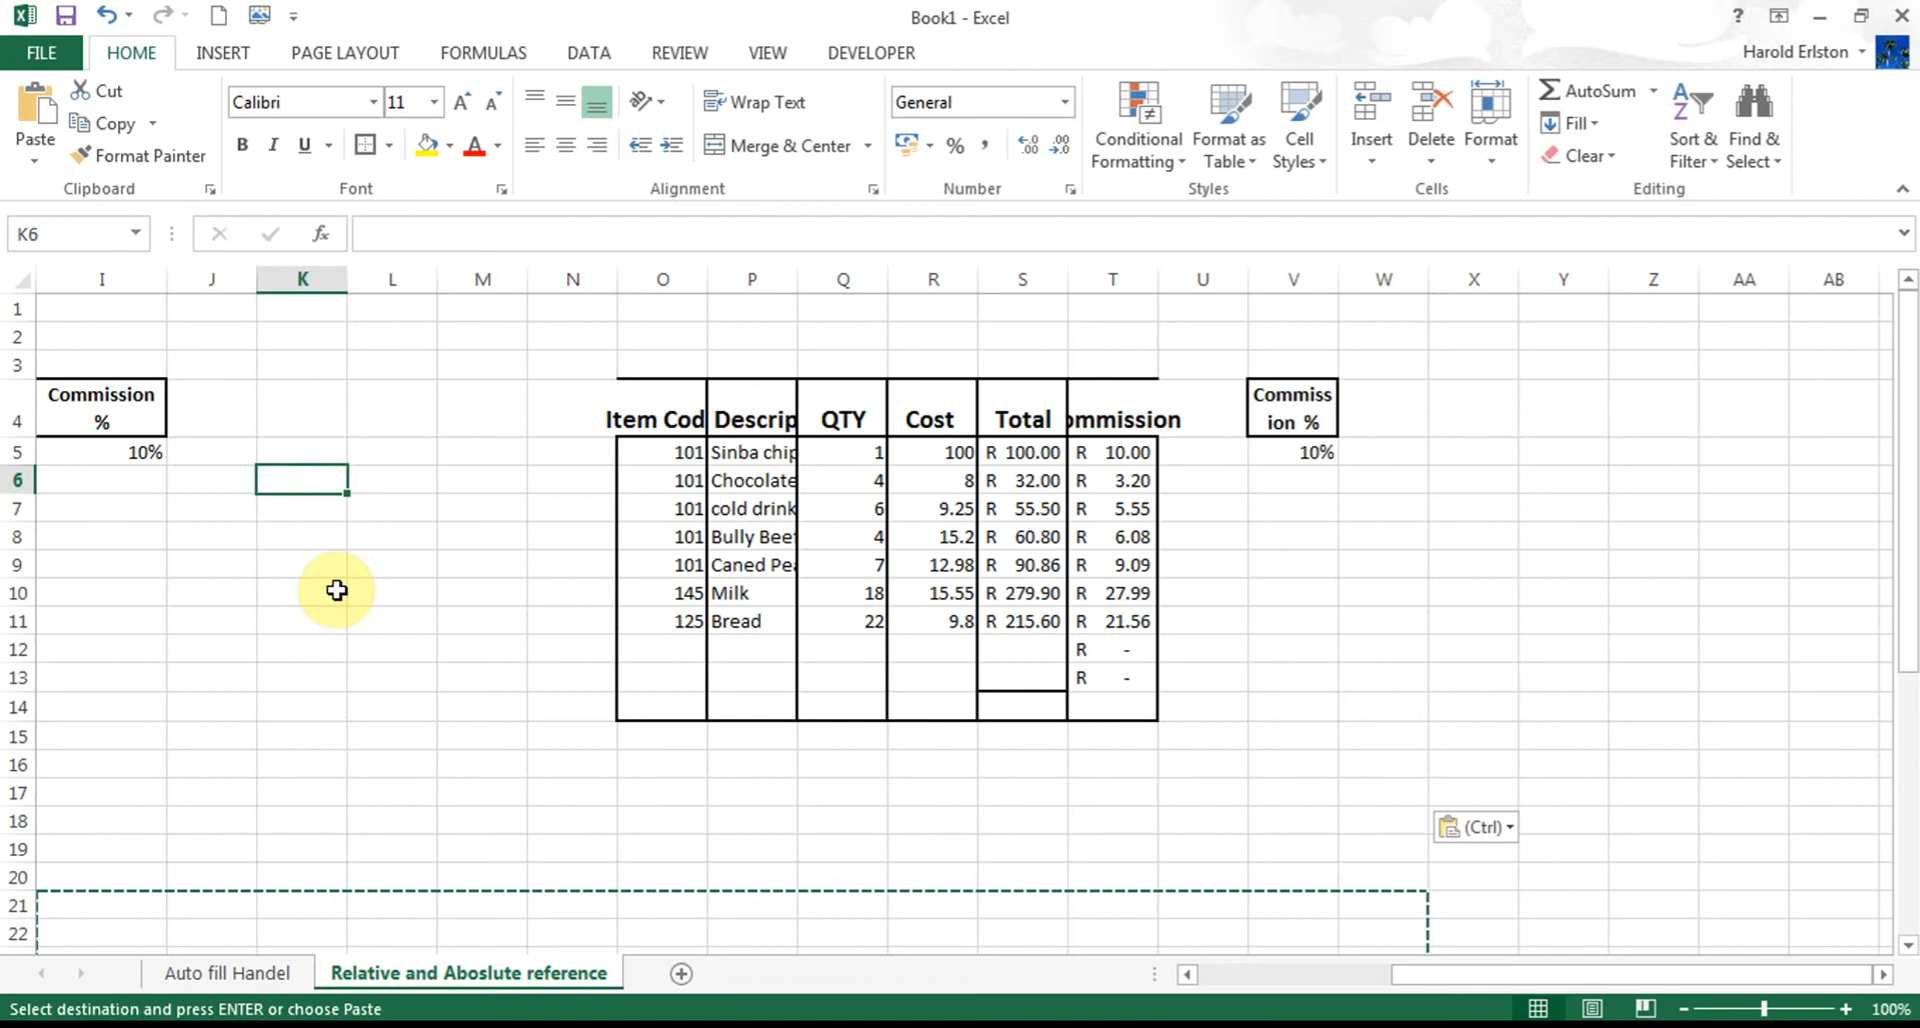 Book1 - Excel
?
FILE HOME INSERT PAGE LAYOUT FORMULAS DATA REVIEW VIEW DEVELOPER Harold Erlston
Paste
Cut
Copy
Format Painter
Clipboard
Calibri 11
B I U
Font
Wrap Text
Merge & Center
Alignment
General
% ,
Number
Conditional Formatting
Format as Table
Cell Styles
Styles
Insert
Delete
Format
Cells
AutoSum
Fill
Clear
Sort & Filter
Find & Select
Editing
K6 fx
I J K L M N O P Q R S T U V W X Y Z AA AB
1
2
3
Commission Commiss
4 % Item Cod Descrip QTY Cost Total ommission ion %
5 10% 101 Sinba chip 1 100 R 100.00 R 10.00 10%
6 101 Chocolate 4 8 R 32.00 R 3.20
7 101 cold drink 6 9.25 R 55.50 R 5.55
8 101 Bully Beef 4 15.2 R 60.80 R 6.08
9 101 Caned Pea 7 12.98 R 90.86 R 9.09
10 145 Milk 18 15.55 R 279.90 R 27.99
11 125 Bread 22 9.8 R 215.60 R 21.56
12 R -
13 R -
14
15
16
17
18 (Ctrl)
19
20
21
22
Auto fill Handel Relative and Aboslute reference
Select destination and press ENTER or choose Paste 100%